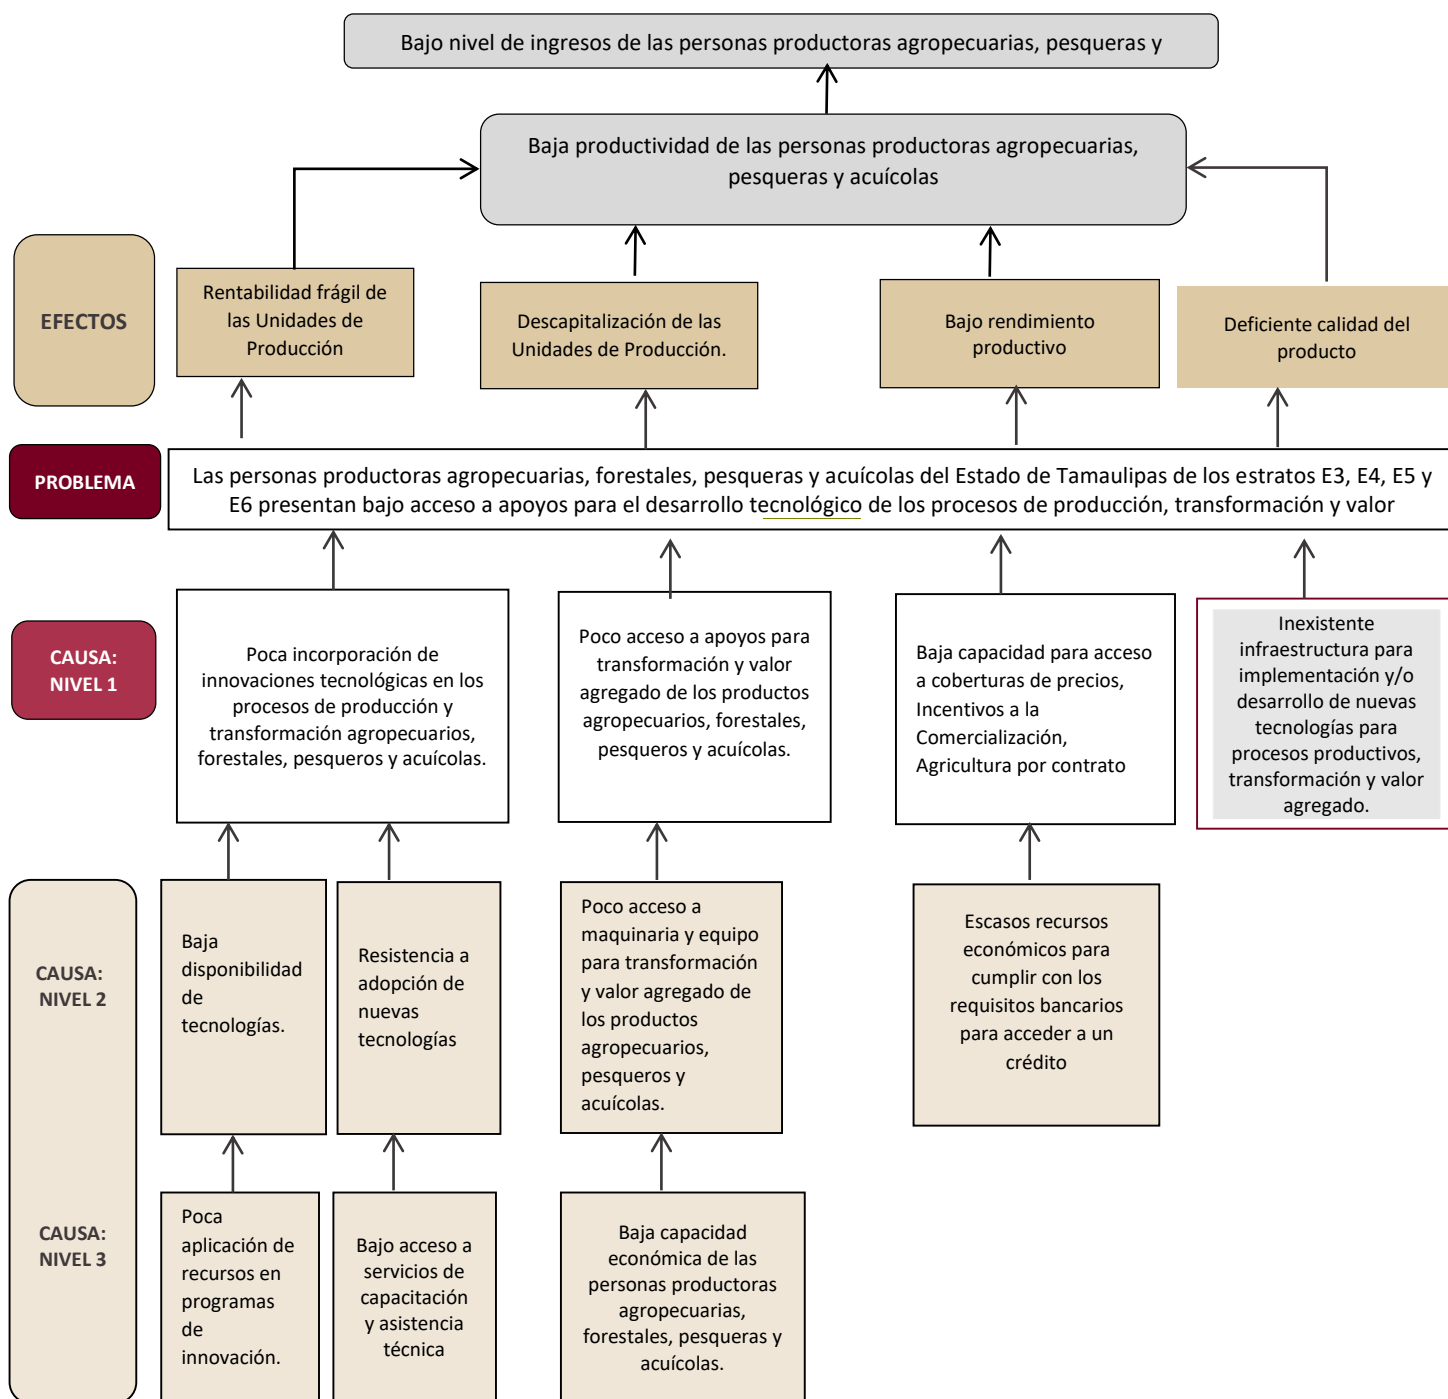 Bajo nivel de ingresos de las personas productoras agropecuarias, pesqueras y
Baja productividad de las personas productoras agropecuarias,
pesqueras y acuícolas
EFECTOS
Rentabilidad frágil de
las Unidades de
Producción
Descapitalización de las
Unidades de Producción.
Bajo rendimiento
productivo
Deficiente calidad del
producto
PROBLEMA
Las personas productoras agropecuarias, forestales, pesqueras y acuícolas del Estado de Tamaulipas de los estratos E3, E4, E5 y
E6 presentan bajo acceso a apoyos para el desarrollo tecnológico de los procesos de producción, transformación y valor
CAUSA:
NIVEL 1
Poca incorporación de
innovaciones tecnológicas en los
procesos de producción y
transformación agropecuarios,
forestales, pesqueros y acuícolas.
Poco acceso a apoyos para
transformación y valor
agregado de los productos
agropecuarios, forestales,
pesqueros y acuícolas.
Baja capacidad para acceso
a coberturas de precios,
Incentivos a la
Comercialización,
Agricultura por contrato
Inexistente
infraestructura para
implementación y/o
desarrollo de nuevas
tecnologías para
procesos productivos,
transformación y valor
agregado.
CAUSA:
NIVEL 2
Baja
disponibilidad
de
tecnologías.
Resistencia a
adopción de
nuevas
tecnologías
Poco acceso a
maquinaria y equipo
para transformación
y valor agregado de
los productos
agropecuarios,
pesqueros y
acuícolas.
Escasos recursos
económicos para
cumplir con los
requisitos bancarios
para acceder a un
crédito
CAUSA:
NIVEL 3
Poca
aplicación de
recursos en
programas
de
innovación.
Bajo acceso a
servicios de
capacitación
y asistencia
técnica
Baja capacidad
económica de las
personas productoras
agropecuarias,
forestales, pesqueras y
acuícolas.